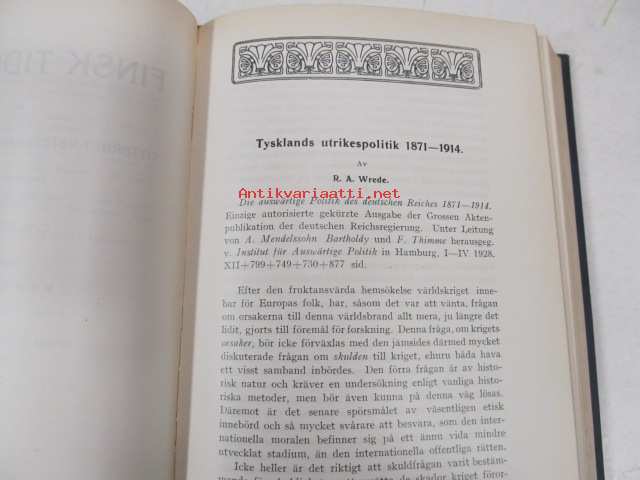 FINSK TID
Tysklands utrikespolitik 1871—1914.
Av
R. A. Wrede.
Antikvariaatti.net
Die auswärtige Politik des deutschen Reiches 1871—1914.
Einzige autorisierte gekürzte Ausgabe der Grossen Akten-
publikation der deutschen Reichsregierung. Unter Leitung
von A. Mendelssohn Bartholdy und F. Thimme herausgeg.
v. Institut für Auswärtige Politik in Hamburg, I—IV 1928.
XII+799+749+730+877 sid.
Efter den fruktansvärda hemsökelse världskriget inne-
bar för Europas folk, har, såsom det var att vänta, frågan
om orsakerna till denna världsbrand allt mera, ju längre det
lidit, gjorts till föremål för forskning. Denna fråga, om krigets
orsaker, bör icke förväxlas med den jämsides därmed mycket
diskuterade frågan om skulden till kriget, ehuru båda hava
ett visst samband inbördes. Den förra frågan är av histo-
risk natur och kräver en undersökning enligt vanliga histo-
riska metoder, men bör även kunna på denna väg lösas.
Däremot är det senare spörsmålet av väsentligen etisk
innebörd och så mycket svårare att besvara, som den inter-
nationella moralen befinner sig på ett ännu vida mindre
utvecklat stadium, än den internationella offentliga rätten.
Icke heller är det riktigt att skuldfrågan varit bestäm-